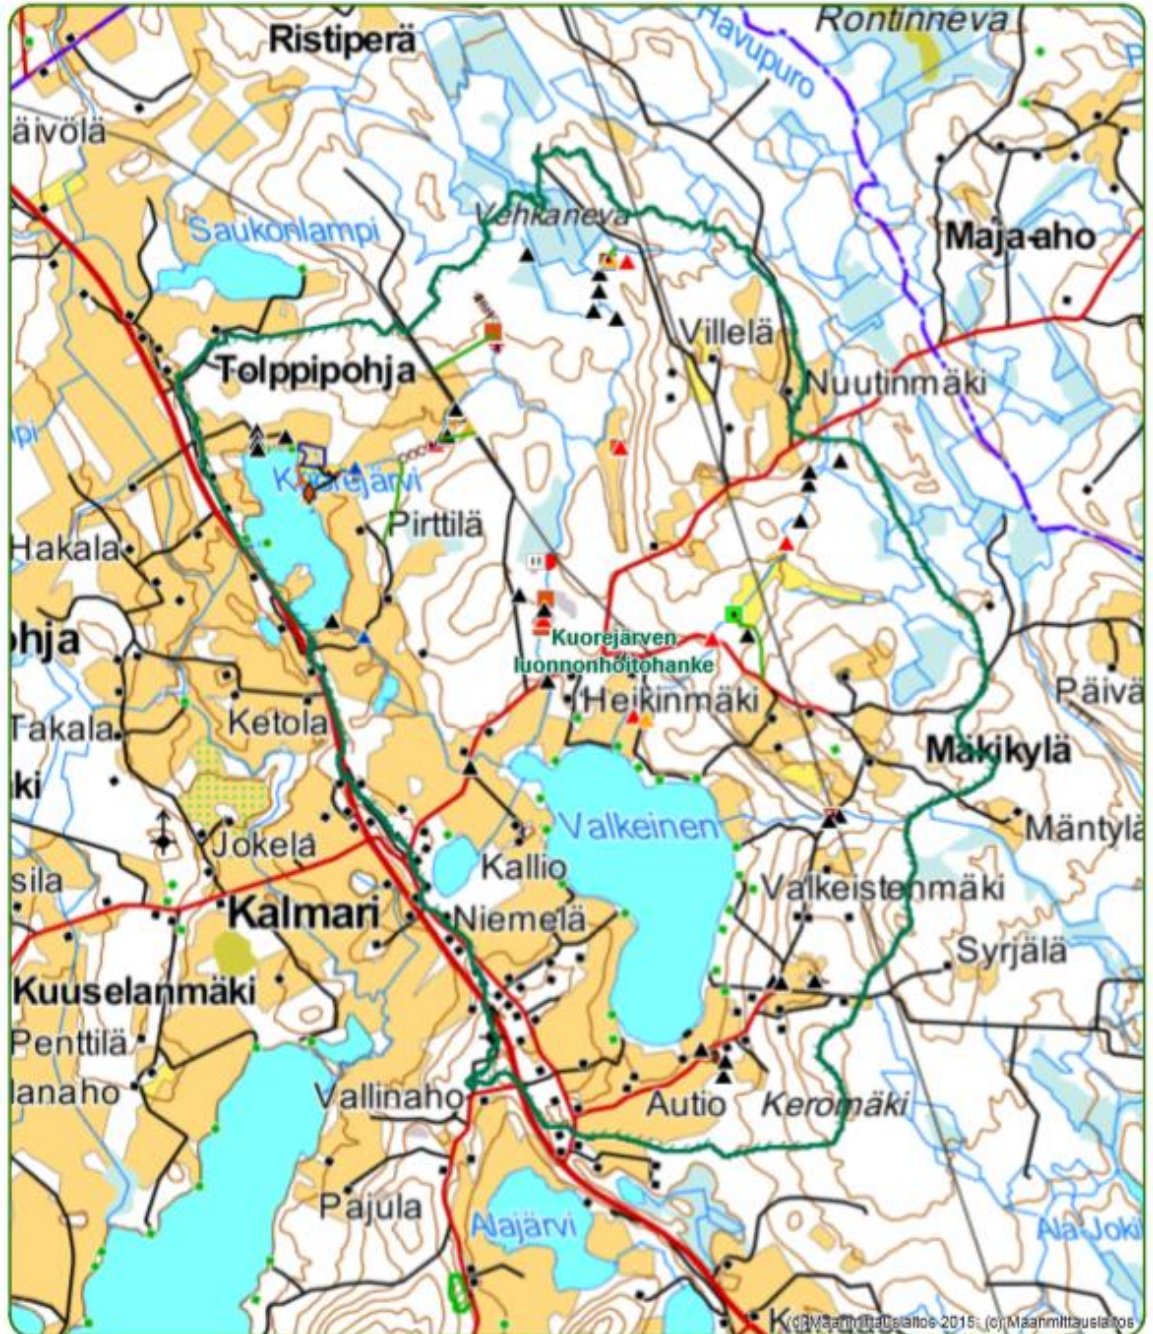 Rontinneva
Havupuro
Ristiperä
äivölä
Vehkaneva
Saukonlampi
Maja-aho
Villelä
Tolppipohja
Nuutinmäki
pi
Kuorejärvi
Pirttilä
Hakala
ohja
Kuorejärven
luonnonhoitohanke
Heikinmäki
Päivä
Takala
Ketola
Mäkikylä
ki
Valkeinen
Mäntylä
Jokela
Kallio
sila
Valkeistenmäki
Kalmari
Niemelä
Syrjälä
Kuuselanmäki
Penttilä
lanaho
Vallinaho
Autio
Keromäki
Pajula
Alajärvi
Ala-Joki
(c) Maanmittauslaitos 2015; (c) Maanmittauslaitos